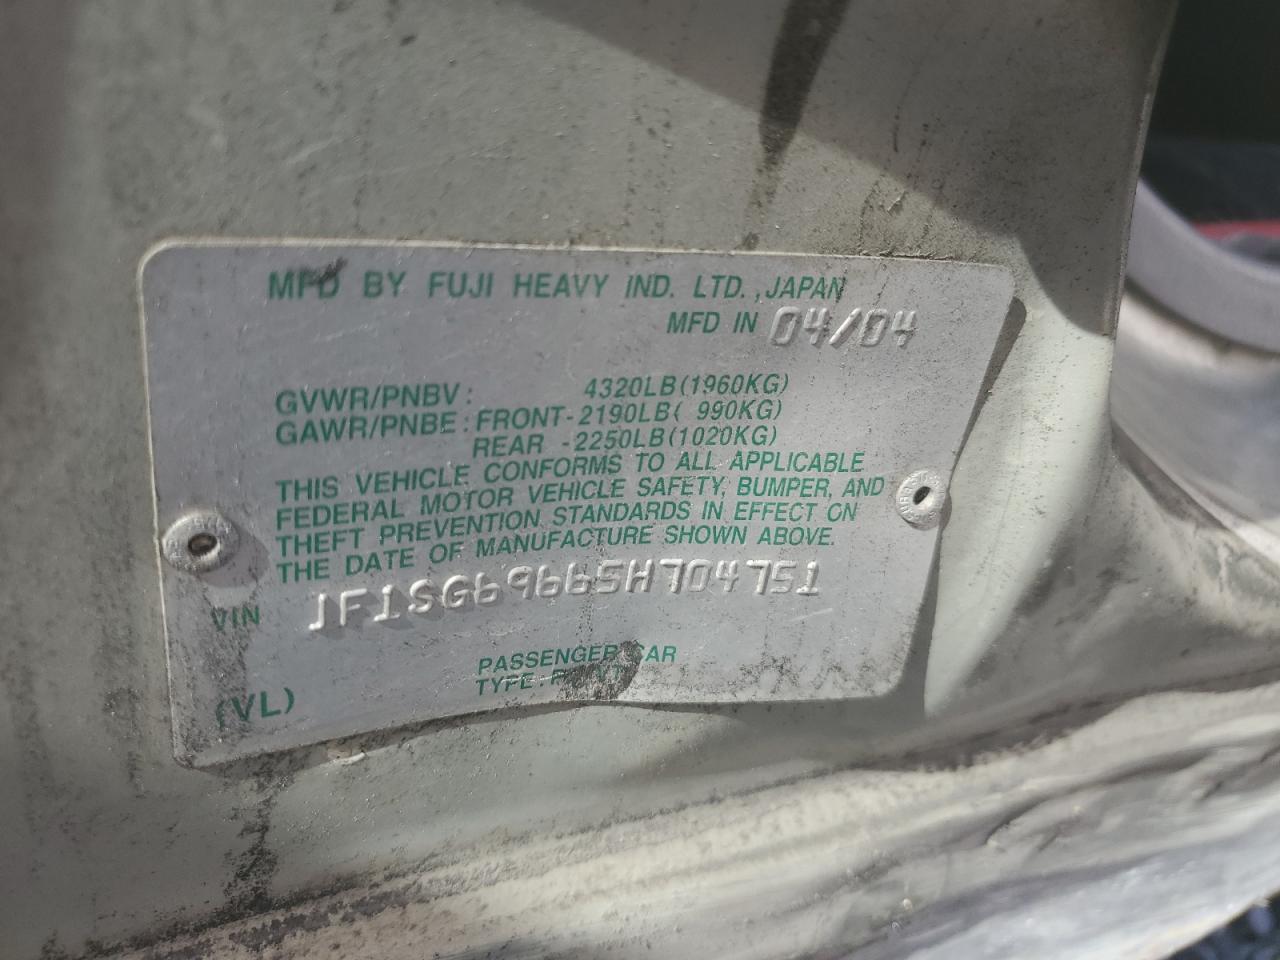 MFD BY FUJI HEAVY IND. LTD., JAPAN
MFD IN 04/04
GVWR/PNBV: 4320LB(1960KG)
GAWR/PNBE: FRONT-2190LB( 990KG)
REAR -2250LB(1020KG)
THIS VEHICLE CONFORMS TO ALL APPLICABLE
FEDERAL MOTOR VEHICLE SAFETY, BUMPER, AND
THEFT PREVENTION STANDARDS IN EFFECT ON
THE DATE OF MANUFACTURE SHOWN ABOVE.
VIN JF1SG69665H704751
PASSENGER CAR
TYPE:
(VL)